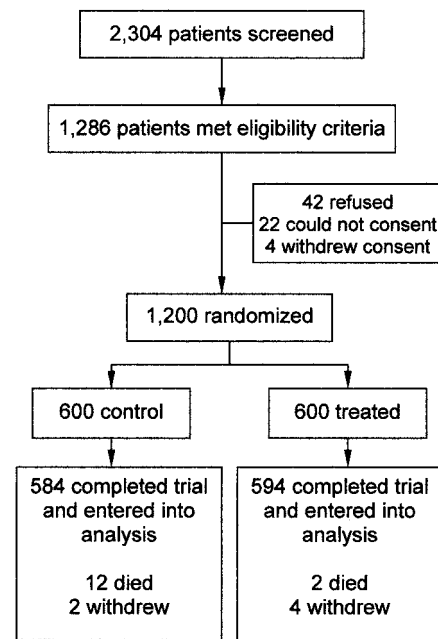 2,304 patients screened
1,286 patients met eligibility criteria
42 refused
22 could not consent
4 withdrew consent
1,200 randomized
600 control
600 treated
584 completed trial
and entered into
analysis
12 died
2 withdrew
594 completed trial
and entered into
analysis
2 died
4 withdrew